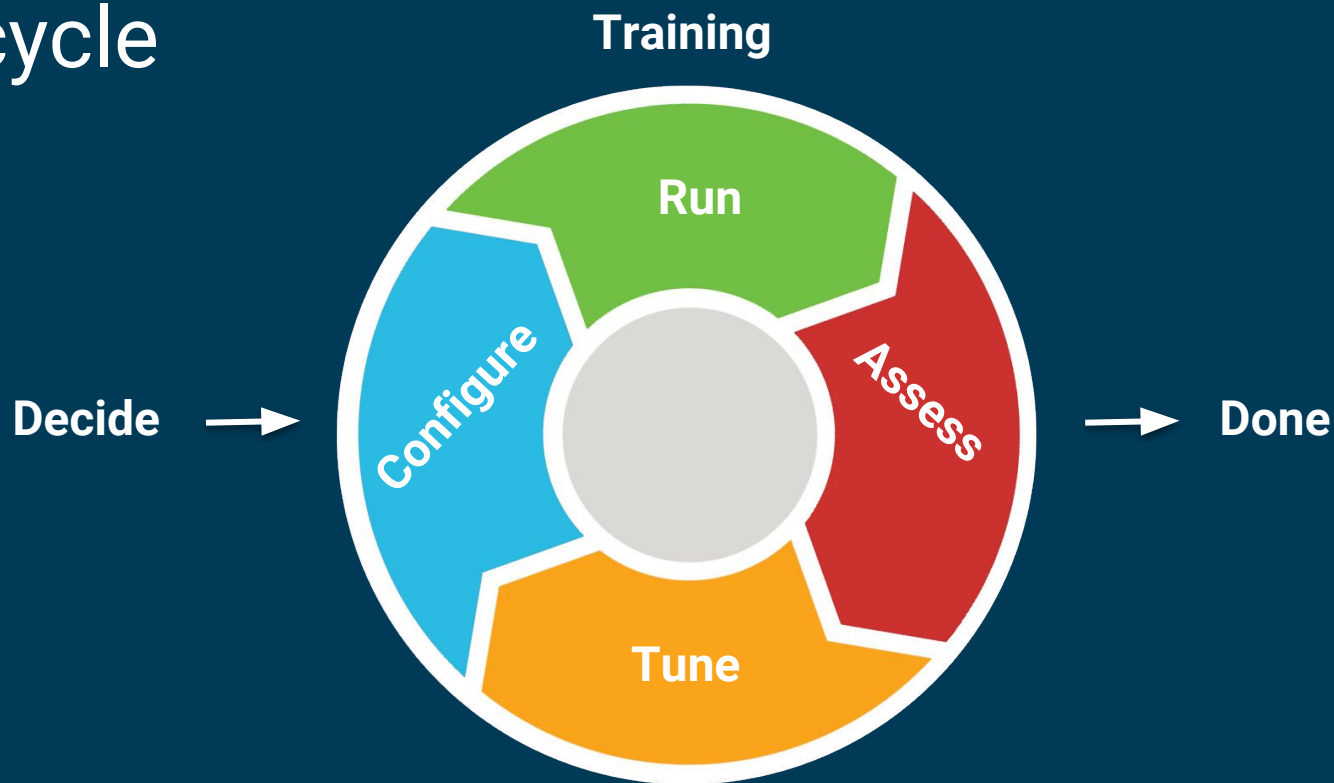 cycle
Training
Run
Configure
Assess
Decide
Done
Tune